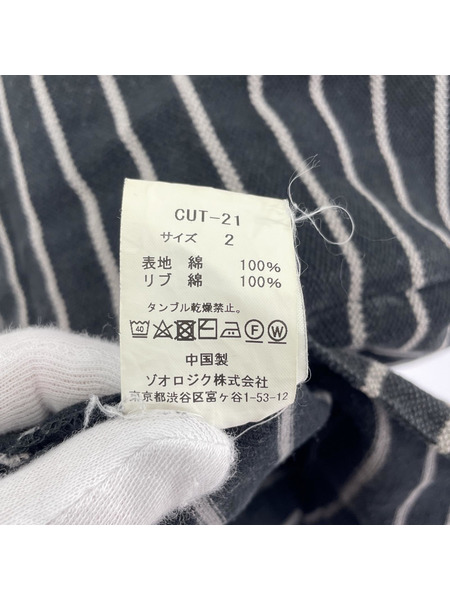 CUT-21
サイズ 2
表地 綿 100%
リブ 綿 100%
タンブル乾燥禁止。
40 F W
中国製
ゾオロジク株式会社
東京都渋谷区富ヶ谷1-53-12